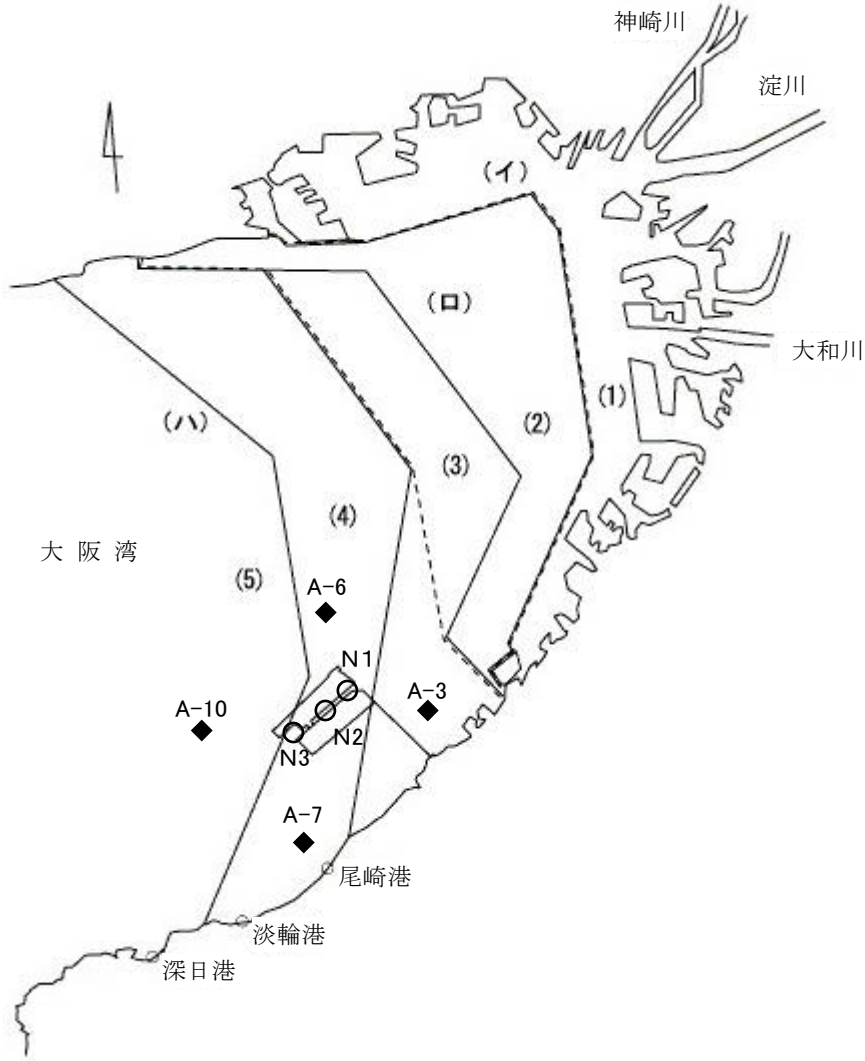 神崎川
淀川
(イ)
(ロ)
大和川
(1)
(ハ)
(2)
(3)
(4)
大 阪 湾
(5)
A-6
N1
A-3
A-10
N2
N3
A-7
尾崎港
淡輪港
深日港